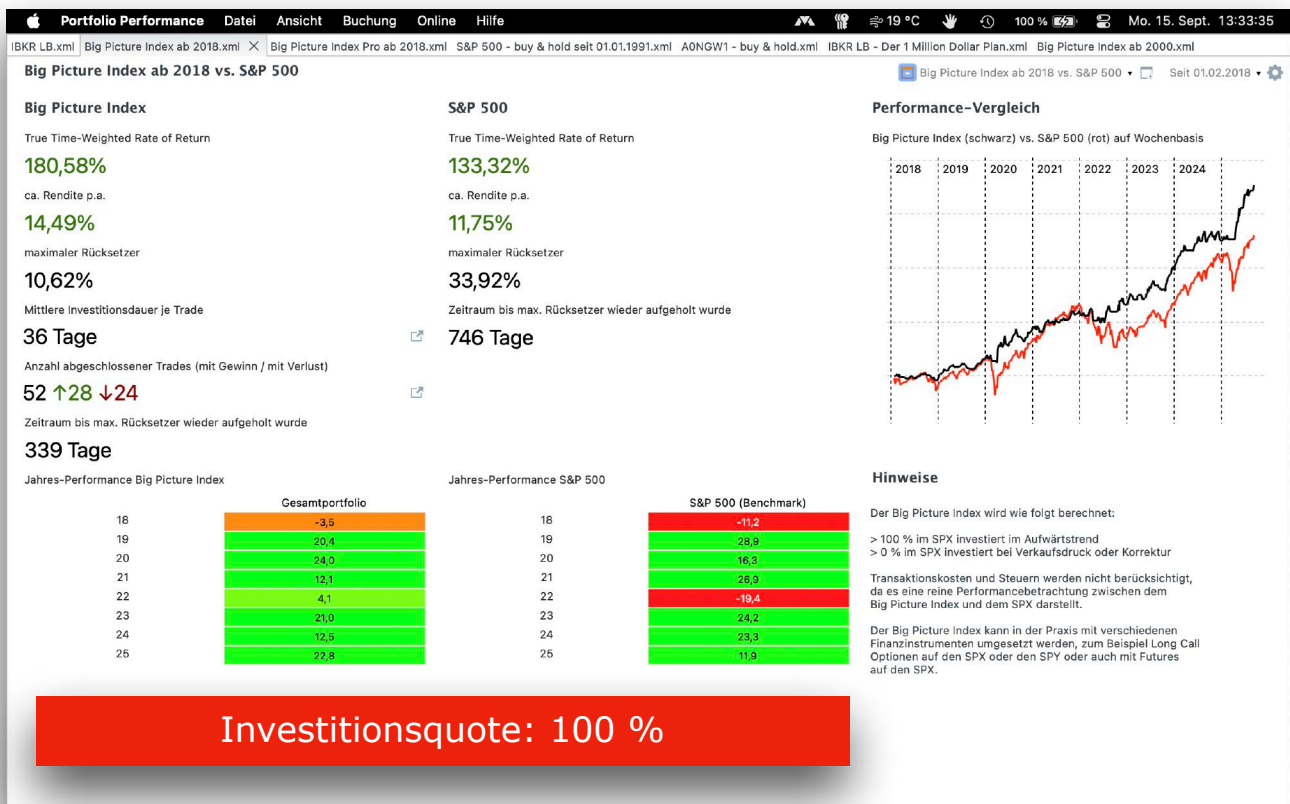 Portfolio Performance Datei Ansicht Buchung Online Hilfe 19 °C 100 % Mo. 15. Sept. 13:33:35
IBKR LB.xml Big Picture Index ab 2018.xml Big Picture Index Pro ab 2018.xml S&P 500 - buy & hold seit 01.01.1991.xml A0NGW1 - buy & hold.xml IBKR LB - Der 1 Million Dollar Plan.xml Big Picture Index ab 2000.xml
Big Picture Index ab 2018 vs. S&P 500
Big Picture Index ab 2018 vs. S&P 500 Seit 01.02.2018
Big Picture Index
True Time-Weighted Rate of Return
180,58%
ca. Rendite p.a.
14,49%
maximaler Rücksetzer
10,62%
Mittlere Investitionsdauer je Trade
36 Tage
Anzahl abgeschlossener Trades (mit Gewinn / mit Verlust)
52 ↑28 ↓24
Zeitraum bis max. Rücksetzer wieder aufgeholt wurde
339 Tage
S&P 500
True Time-Weighted Rate of Return
133,32%
ca. Rendite p.a.
11,75%
maximaler Rücksetzer
33,92%
Zeitraum bis max. Rücksetzer wieder aufgeholt wurde
746 Tage
Performance-Vergleich
Big Picture Index (schwarz) vs. S&P 500 (rot) auf Wochenbasis
2018 2019 2020 2021 2022 2023 2024
Jahres-Performance Big Picture Index
Gesamtportfolio
18 -3,5
19 20,4
20 24,0
21 12,1
22 4,1
23 21,0
24 12,5
25 22,8
Jahres-Performance S&P 500
S&P 500 (Benchmark)
18 -11,2
19 28,9
20 16,3
21 26,9
22 -19,4
23 24,2
24 23,3
25 11,9
Hinweise
Der Big Picture Index wird wie folgt berechnet:
> 100 % im SPX investiert im Aufwärtstrend
> 0 % im SPX investiert bei Verkaufsdruck oder Korrektur
Transaktionskosten und Steuern werden nicht berücksichtigt,
da es eine reine Performancebetrachtung zwischen dem
Big Picture Index und dem SPX darstellt.
Der Big Picture Index kann in der Praxis mit verschiedenen
Finanzinstrumenten umgesetzt werden, zum Beispiel Long Call
Optionen auf den SPX oder den SPY oder auch mit Futures
auf den SPX.
Investitionsquote: 100 %